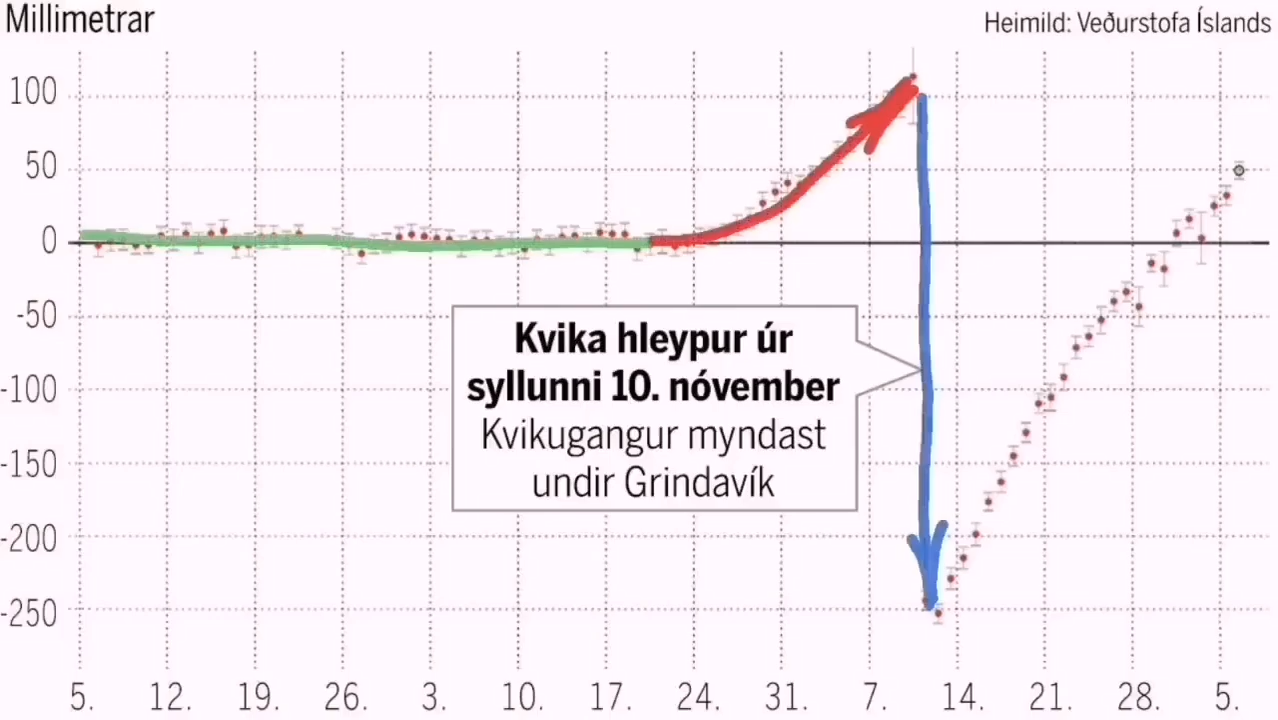 Millimetrar
Heimild: Veðurstofa Íslands
100
50
0
-50
-100
-150
-200
-250
Kvika hleypur úr
syllunni 10. nóvember
Kvikugangur myndast
undir Grindavík
5. 12. 19. 26. 3. 10. 17. 24. 31. 7. 14. 21. 28. 5.